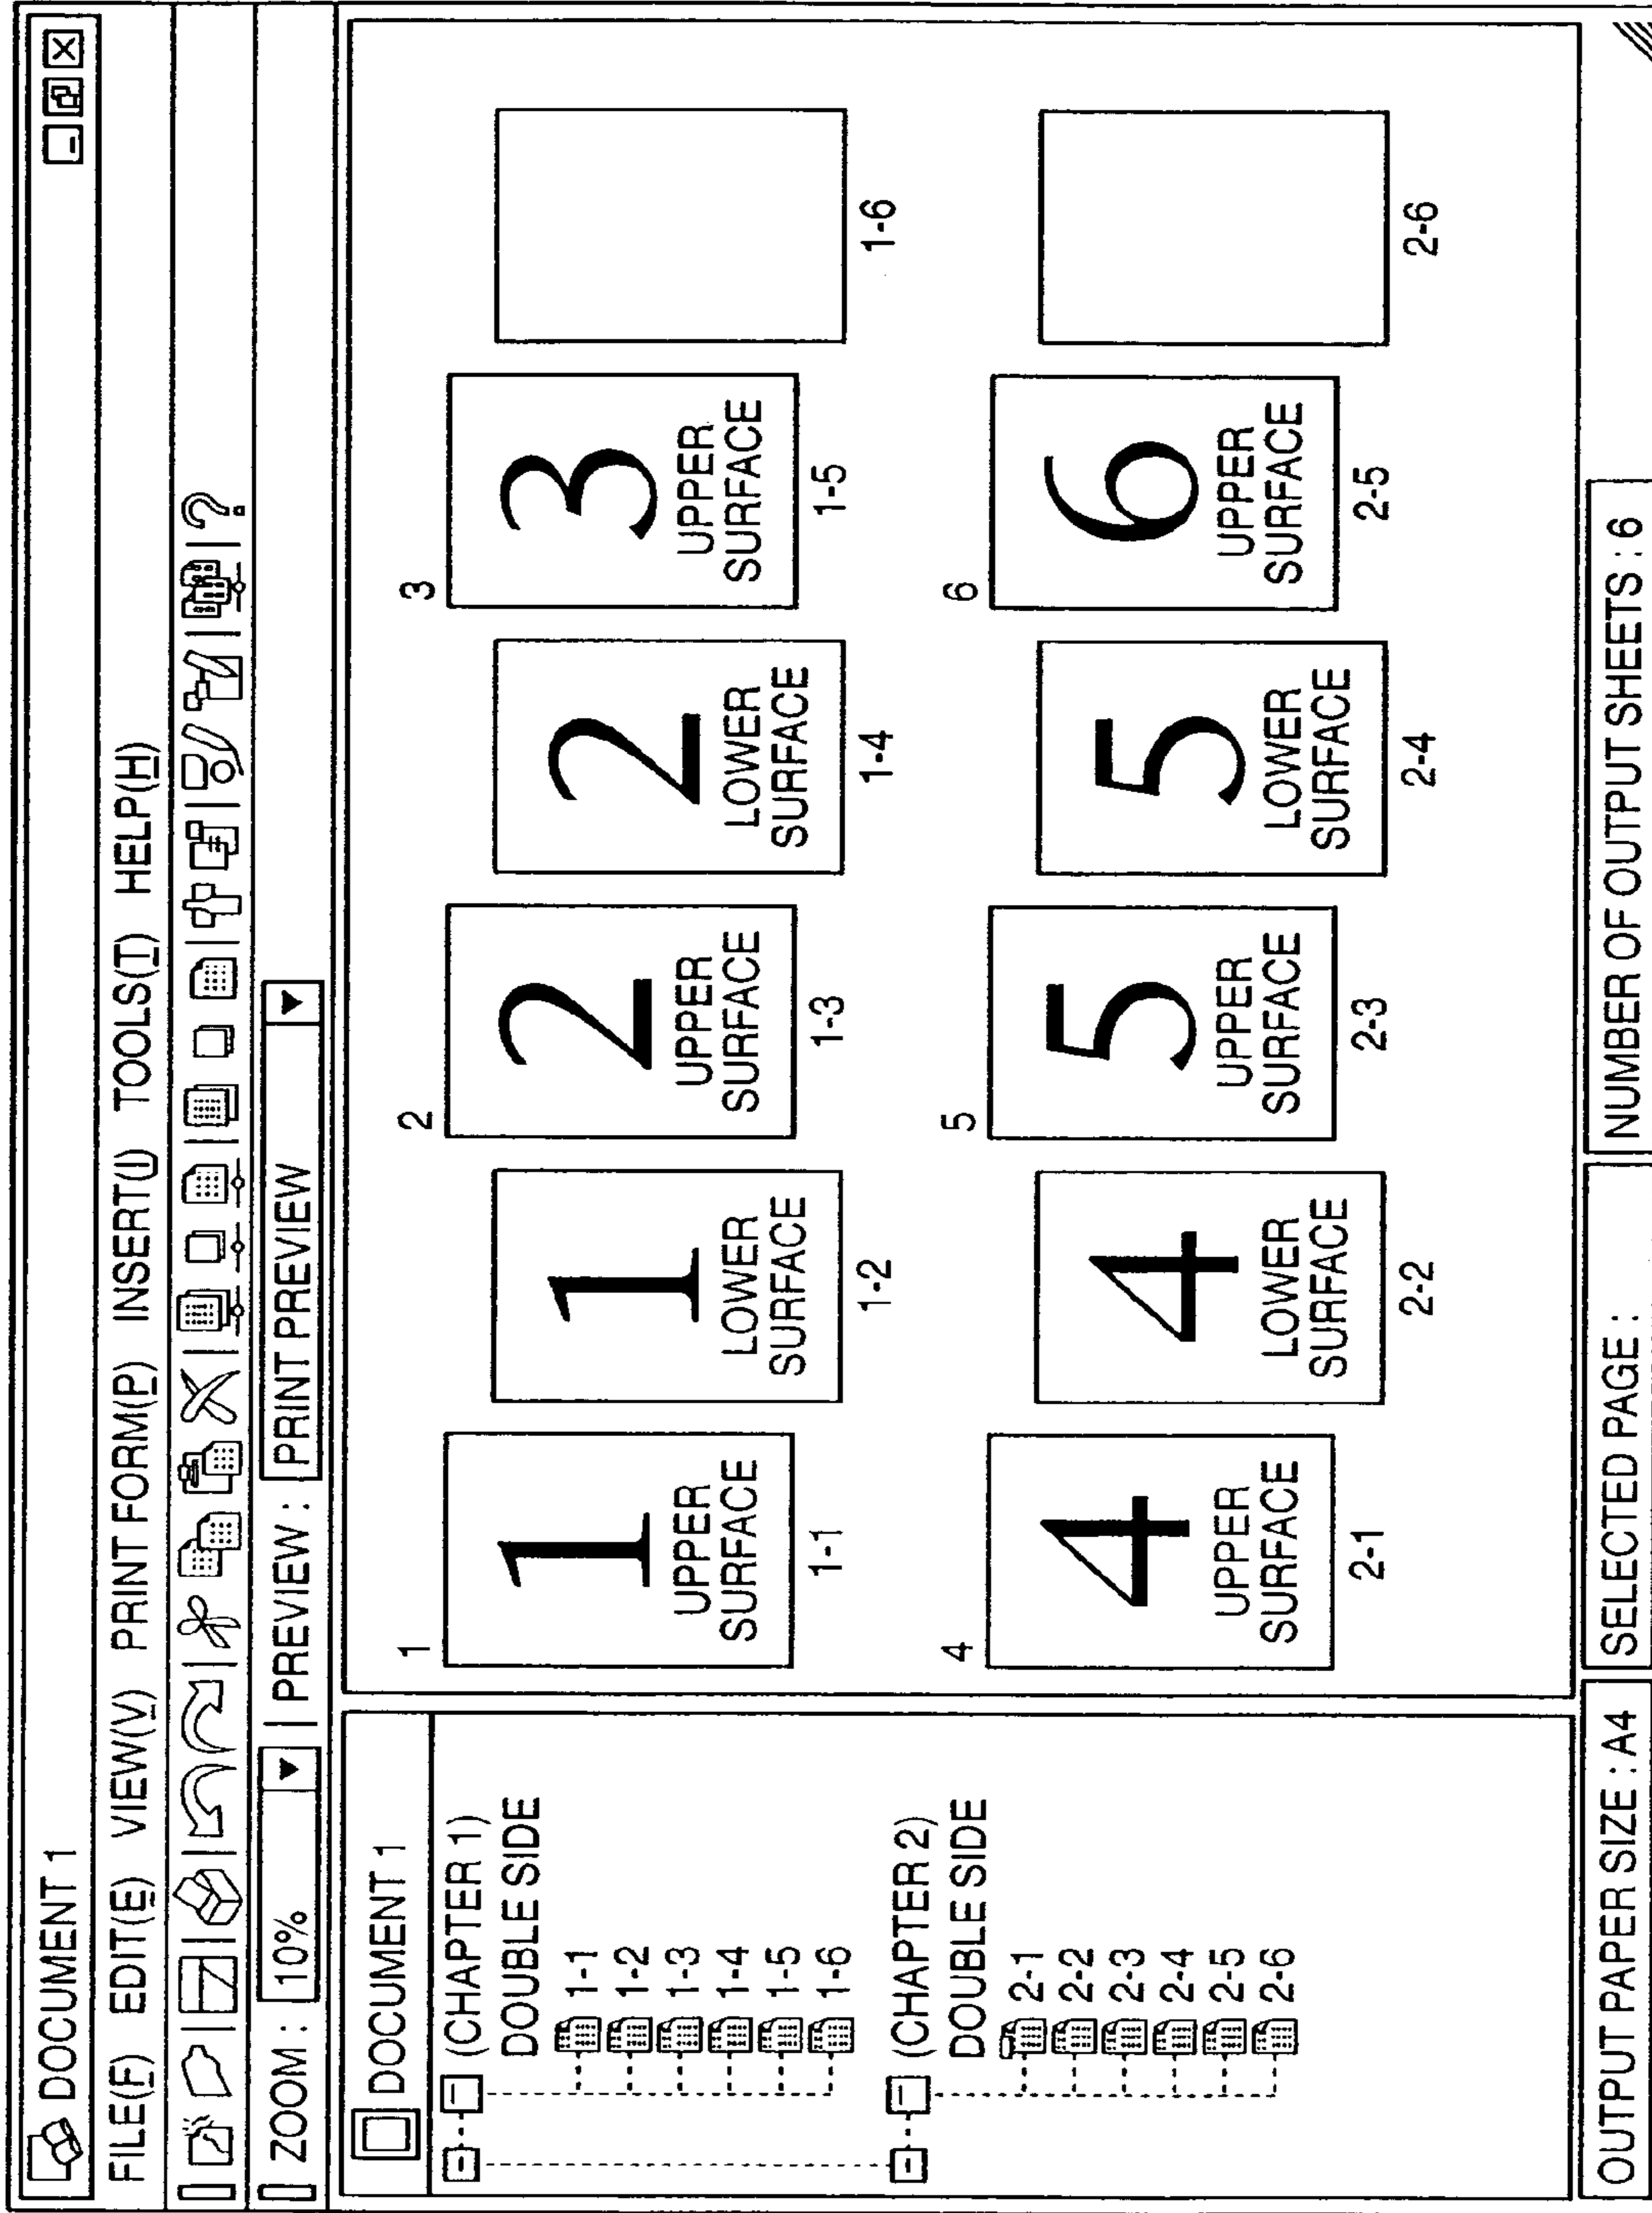 DOCUMENT 1
FILE(F) EDIT(E) VIEW(V) PRINT FORM(P) INSERT(I) TOOLS(T) HELP(H)
?
ZOOM : 10% PREVIEW : PRINT PREVIEW
DOCUMENT 1
(CHAPTER 1)
DOUBLE SIDE
1-1
1-2
1-3
1-4
1-5
1-6
(CHAPTER 2)
DOUBLE SIDE
2-1
2-2
2-3
2-4
2-5
2-6
1
1
UPPER
SURFACE
1-1
1
LOWER
SURFACE
1-2
2
2
UPPER
SURFACE
1-3
2
LOWER
SURFACE
1-4
3
3
UPPER
SURFACE
1-5
1-6
4
4
UPPER
SURFACE
2-1
4
LOWER
SURFACE
2-2
5
5
UPPER
SURFACE
2-3
5
LOWER
SURFACE
2-4
6
6
UPPER
SURFACE
2-5
2-6
OUTPUT PAPER SIZE : A4 SELECTED PAGE : NUMBER OF OUTPUT SHEETS : 6